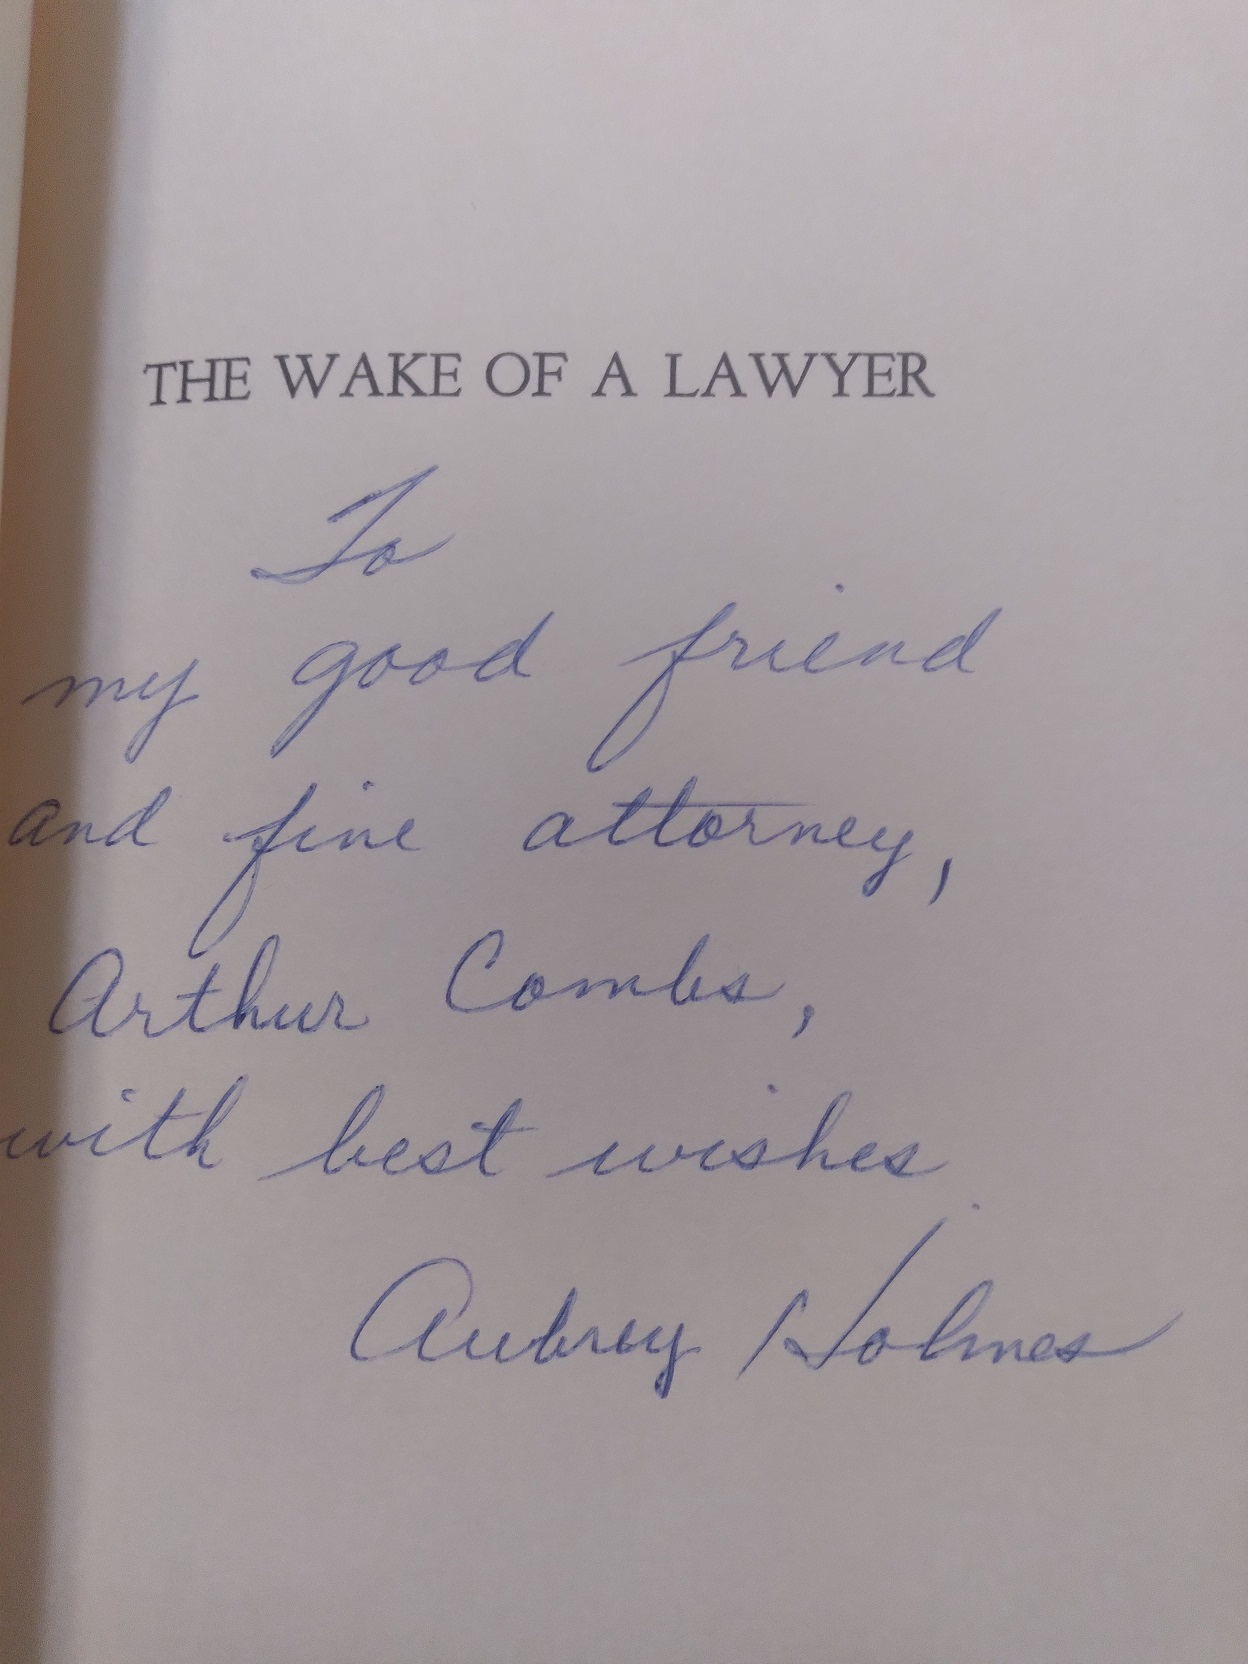 THE WAKE OF A LAWYER
To
my good friend
and fine attorney,
Arthur Combs,
with best wishes.
Aubrey Holmes